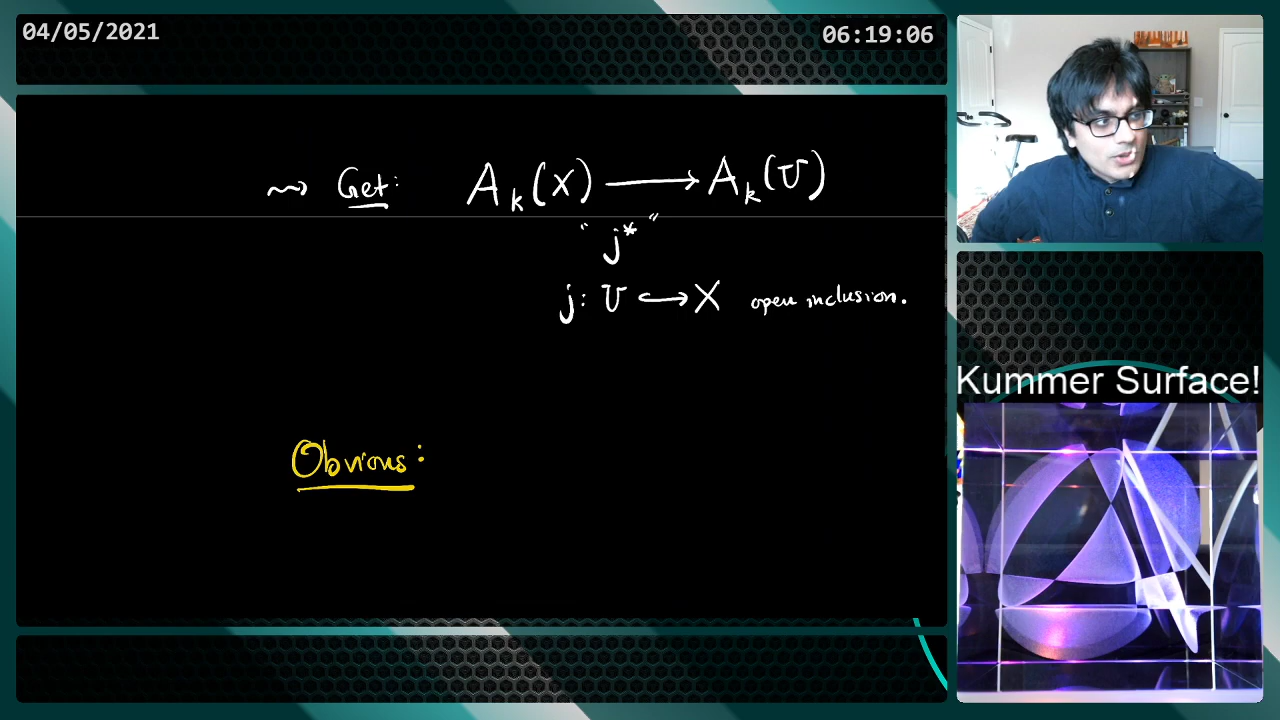 04/05/2021
06:19:06
⇝ Get: A_k(X) ⟶ A_k(U)
"j*"
j: U ↪ X open inclusion.
Obvious:
Kummer Surface!